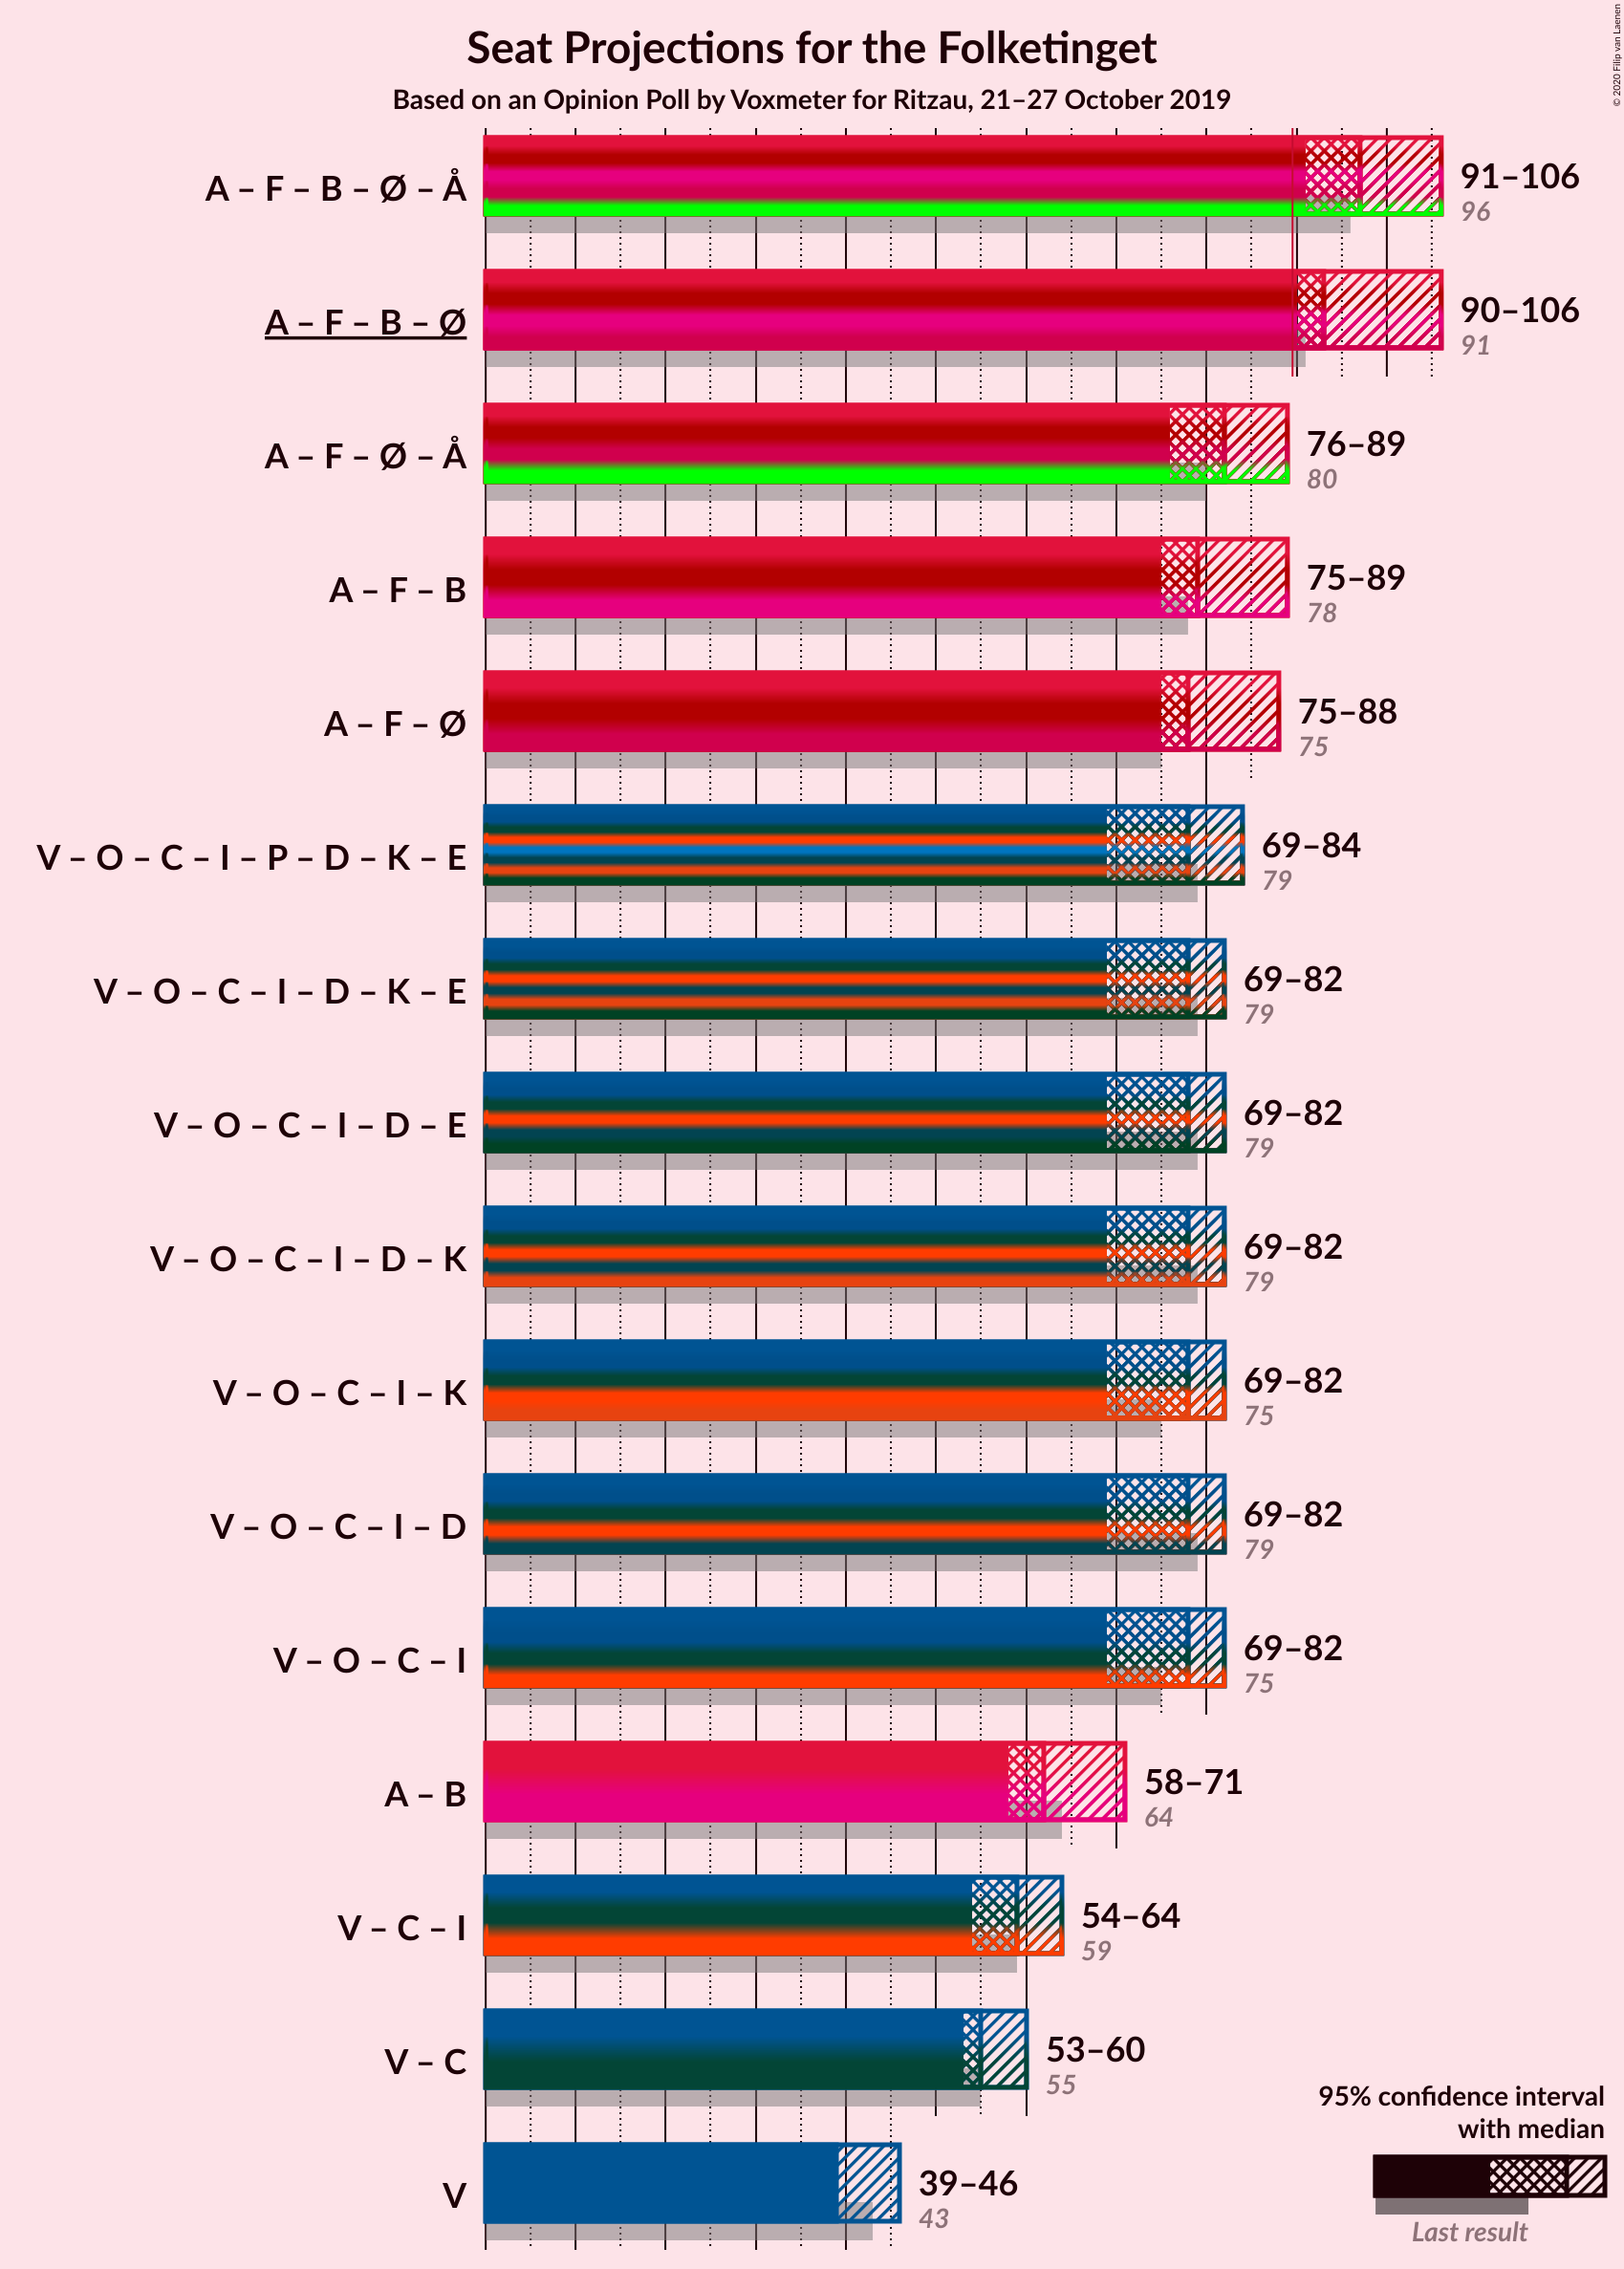 Seat Projections for the Folketinget
Based on an Opinion Poll by Voxmeter for Ritzau, 21–27 October 2019
© 2020 Filip van Laenen
A – F – B – Ø – Å
91–106
96
A – F – B – Ø
90–106
91
A – F – Ø – Å
76–89
80
A – F – B
75–89
78
A – F – Ø
75–88
75
V – O – C – I – P – D – K – E
69–84
79
V – O – C – I – D – K – E
69–82
79
V – O – C – I – D – E
69–82
79
V – O – C – I – D – K
69–82
79
V – O – C – I – K
69–82
75
V – O – C – I – D
69–82
79
V – O – C – I
69–82
75
A – B
58–71
64
V – C – I
54–64
59
V – C
53–60
55
V
39–46
43
95% confidence interval
with median
Last result